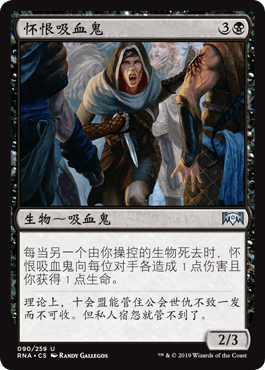 怀恨吸血鬼 3
生物～吸血鬼
每当另一个由你操控的生物死去时，怀
恨吸血鬼向每位对手各造成1点伤害且
你获得1点生命。
理论上，十会盟能管住公会世仇不致一发
而不可收。但私人宿怨就管不到了。
2/3
090/259 U
RNA • CS RANDY GALLEGOS
™ & © 2019 Wizards of the Coast